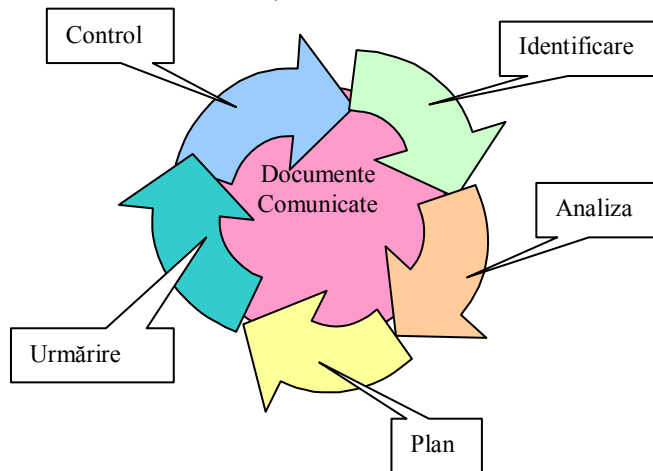 Control
Identificare
Documente
Comunicate
Analiza
Urmărire
Plan